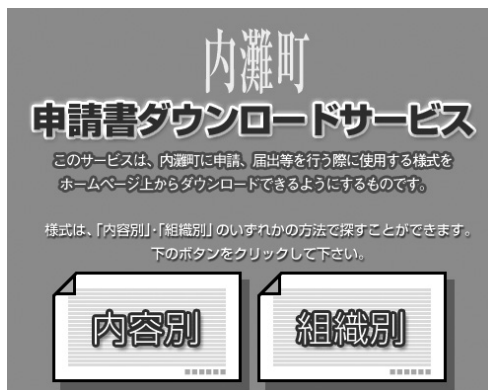 内灘町
申請書ダウンロードサービス
このサービスは、内灘町に申請、届出等を行う際に使用する様式を
ホームページ上からダウンロードできるようにするものです。
様式は、「内容別」・「組織別」のいずれかの方法で探すことができます。
下のボタンをクリックして下さい。
内容別
組織別